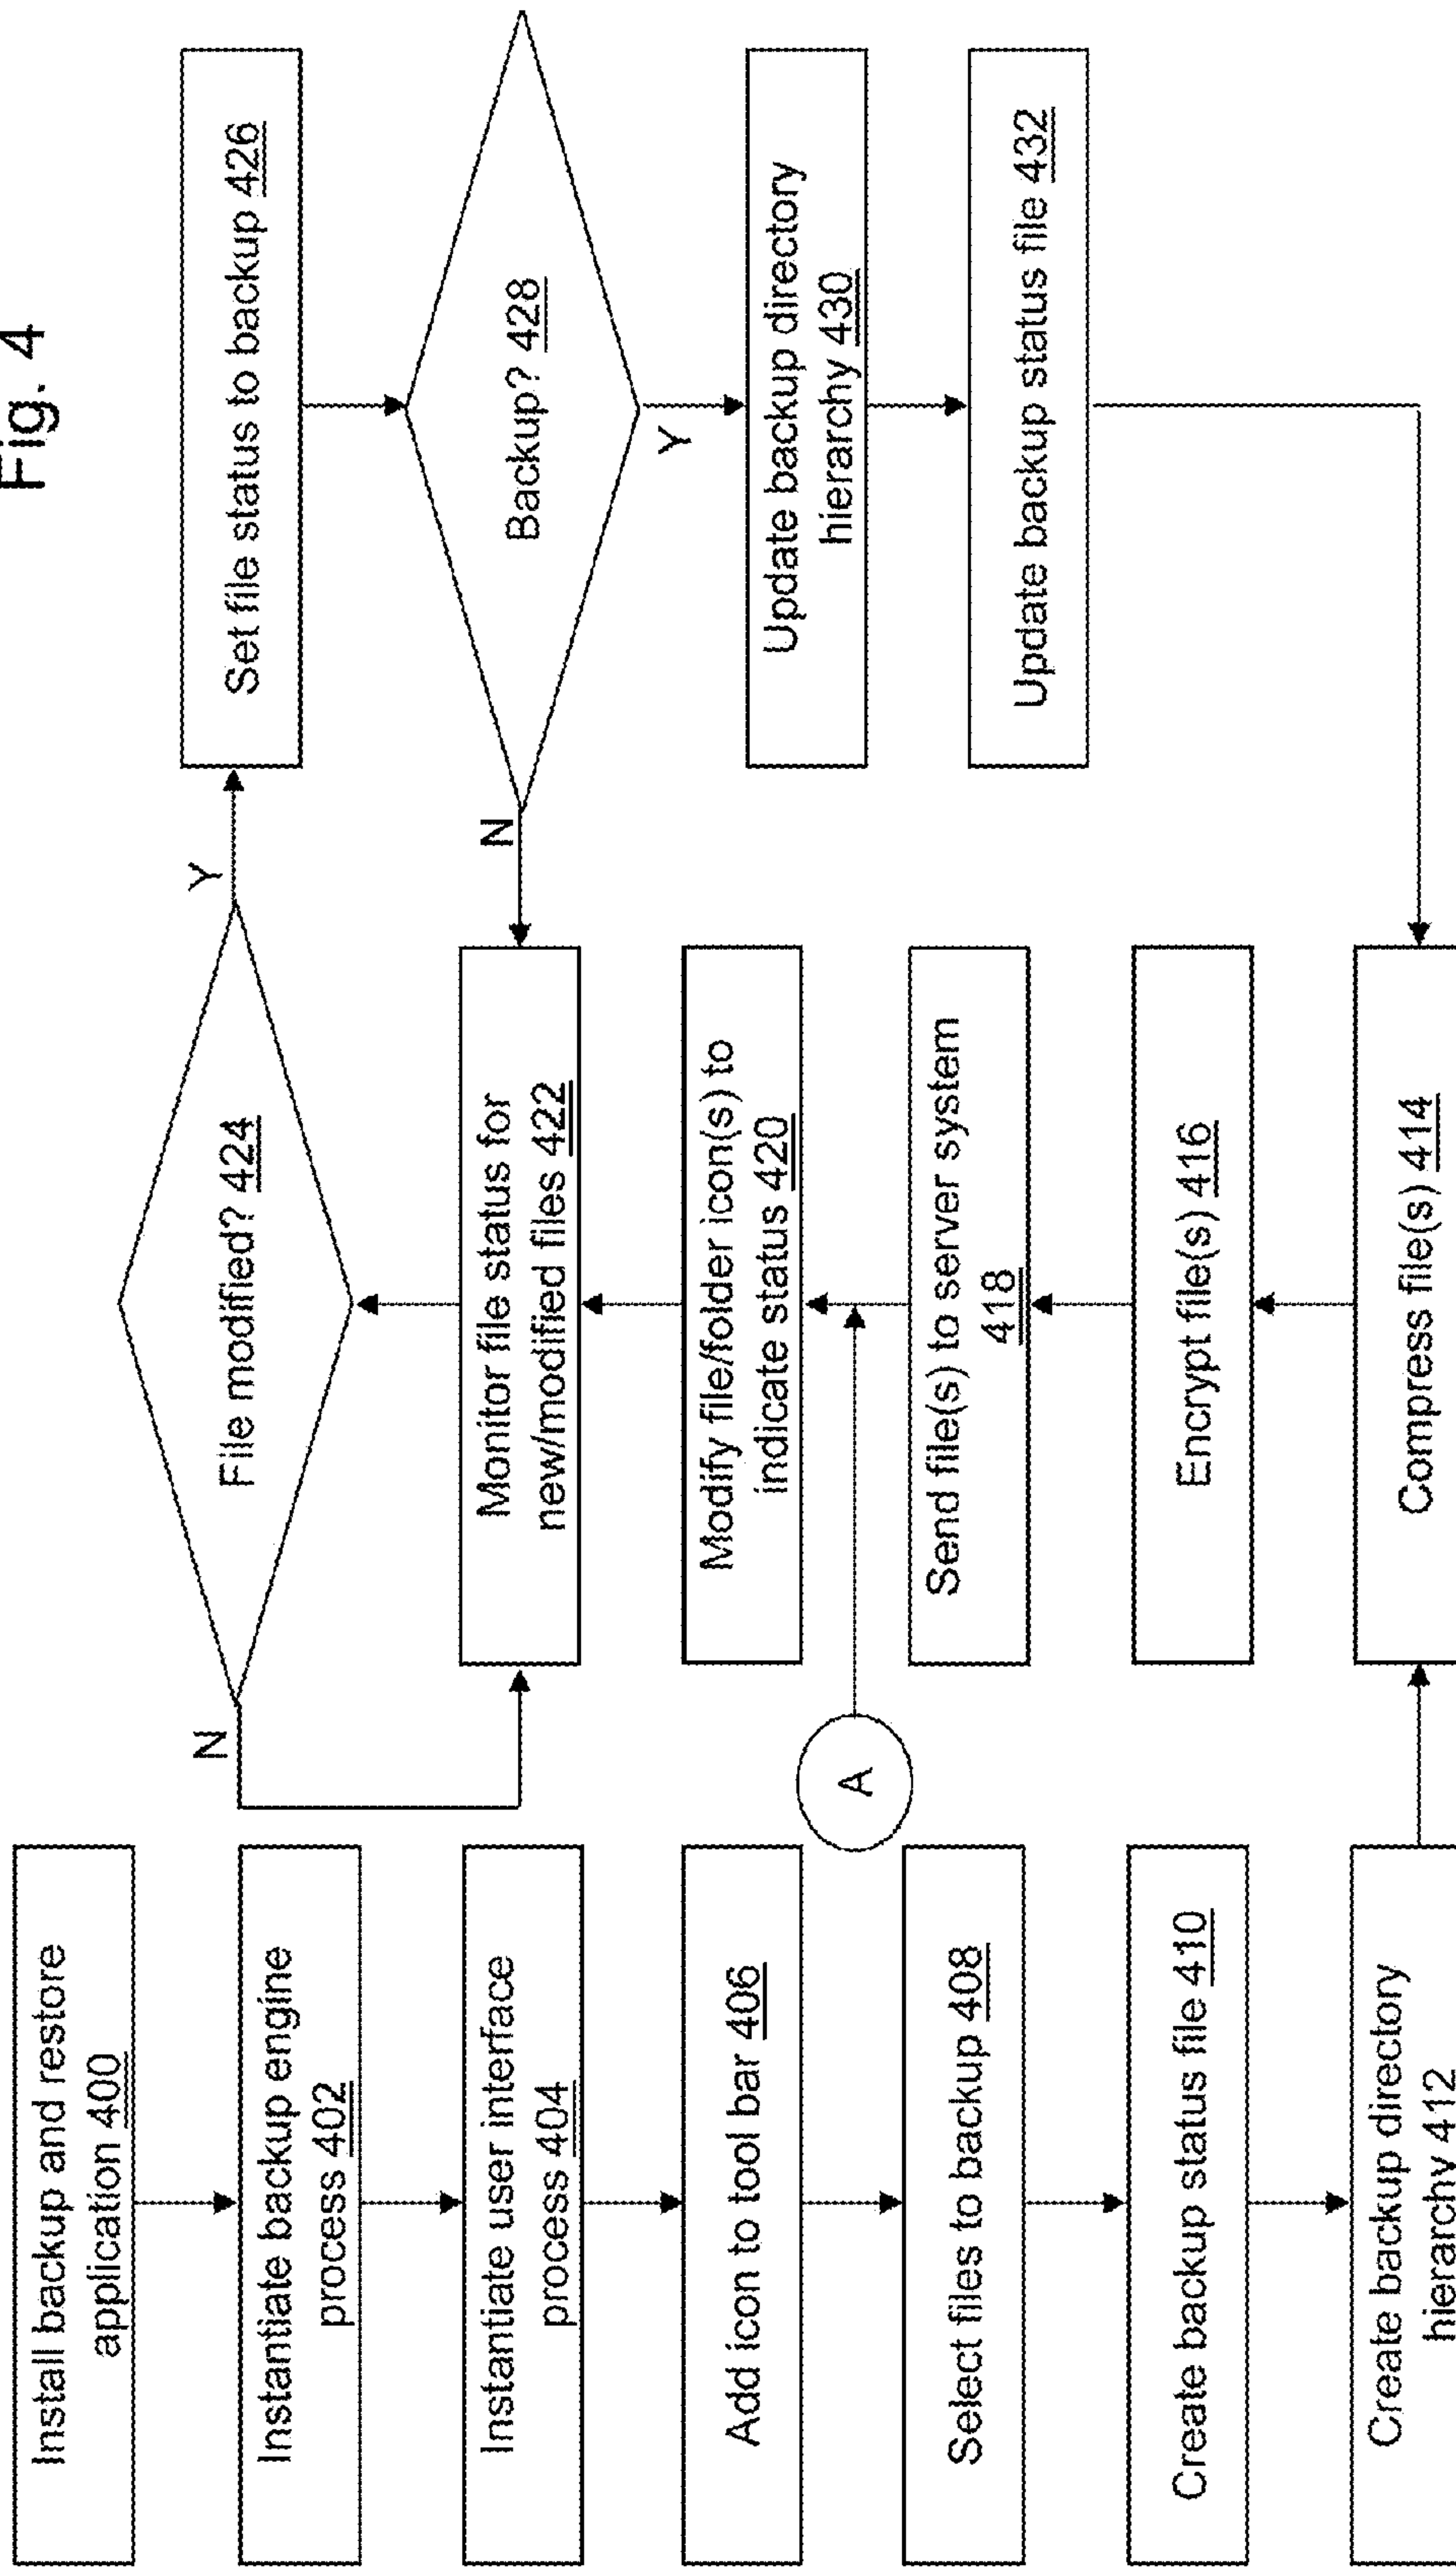 Fig. 4
Install backup and restore
application 400
Instantiate backup engine
process 402
Instantiate user interface
process 404
Add icon to tool bar 406
Select files to backup 408
Create backup status file 410
Create backup directory
hierarchy 412
N
File modified? 424
Y
Monitor file status for
new/modified files 422
Modify file/folder icon(s) to
indicate status 420
A
Send file(s) to server system
418
Encrypt file(s) 416
Compress file(s) 414
Set file status to backup 426
N
Backup? 428
Y
Update backup directory
hierarchy 430
Update backup status file 432